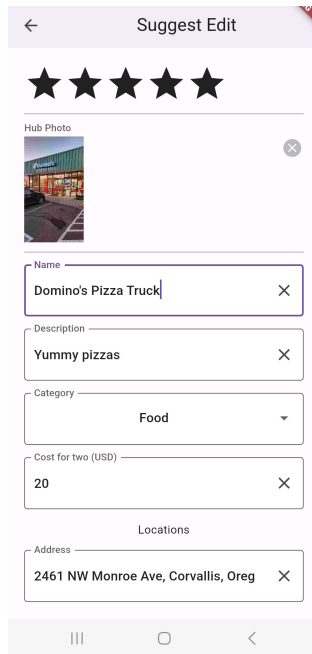 Suggest Edit
Hub Photo
Name
Domino's Pizza Truck
Description
Yummy pizzas
Category
Food
Cost for two (USD)
20
Locations
Address
2461 NW Monroe Ave, Corvallis, Oreg